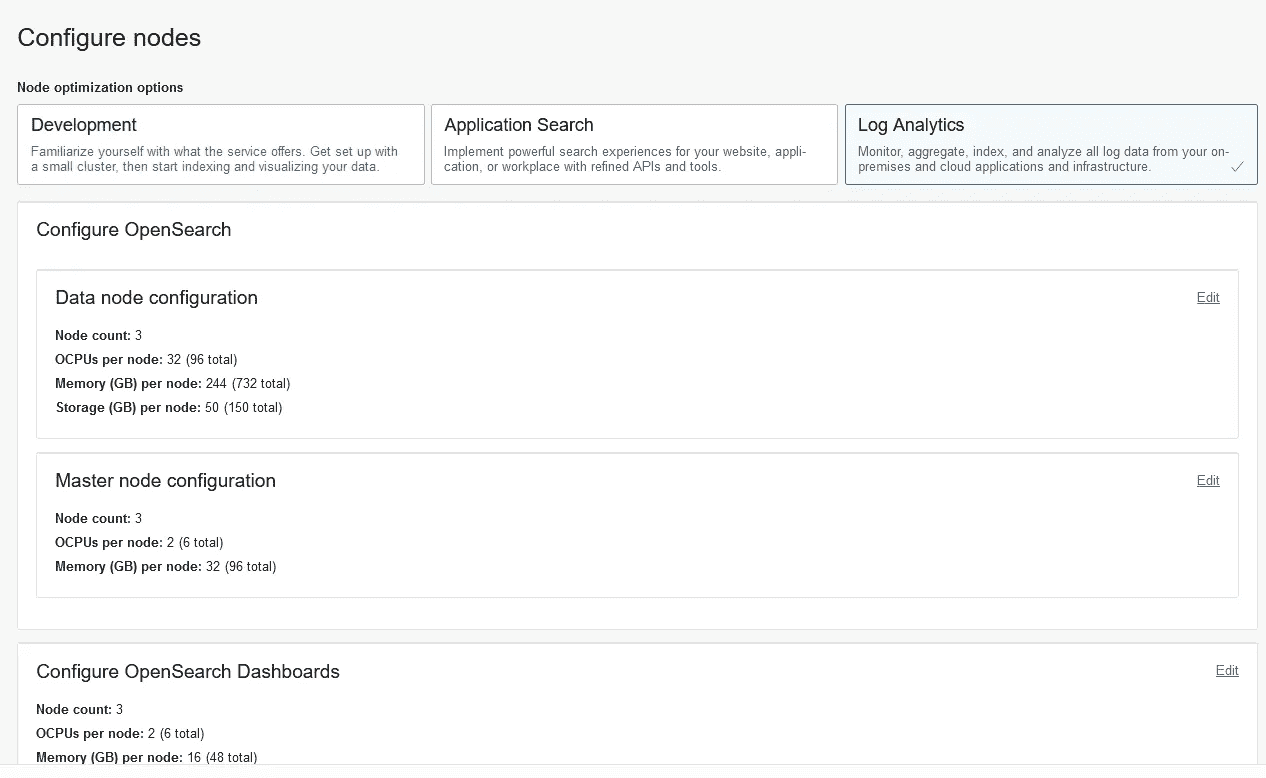 Configure nodes
Node optimization options
Development
Familiarize yourself with what the service offers. Get set up with
a small cluster, then start indexing and visualizing your data.
Application Search
Implement powerful search experiences for your website, appli-
cation, or workplace with refined APIs and tools.
Log Analytics
Monitor, aggregate, index, and analyze all log data from your on-
premises and cloud applications and infrastructure.
Configure OpenSearch
Data node configuration
Edit
Node count: 3
OCPUs per node: 32 (96 total)
Memory (GB) per node: 244 (732 total)
Storage (GB) per node: 50 (150 total)
Master node configuration
Edit
Node count: 3
OCPUs per node: 2 (6 total)
Memory (GB) per node: 32 (96 total)
Configure OpenSearch Dashboards
Edit
Node count: 3
OCPUs per node: 2 (6 total)
Memory (GB) per node: 16 (48 total)